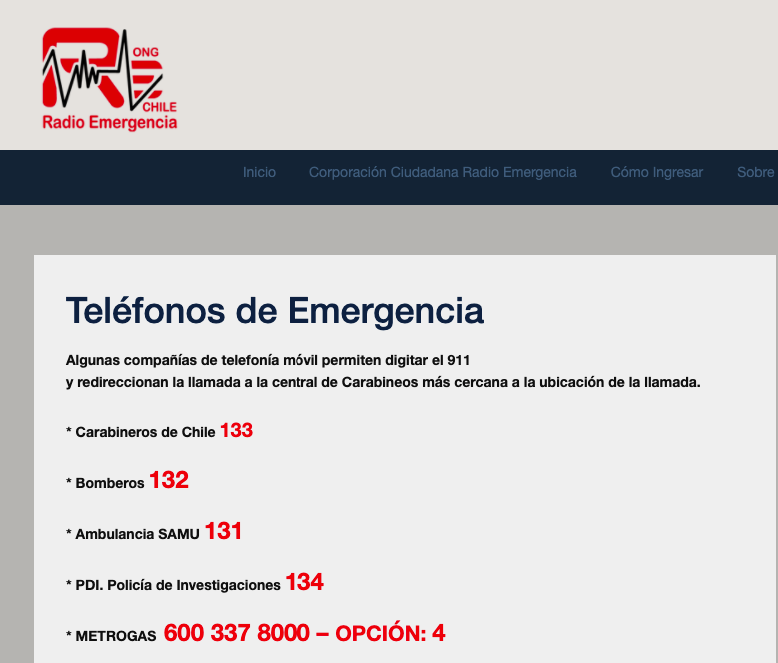 RE
ONG
CHILE
Radio Emergencia
Inicio Corporación Ciudadana Radio Emergencia Cómo Ingresar Sobre
Teléfonos de Emergencia
Algunas compañías de telefonía móvil permiten digitar el 911
y redireccionan la llamada a la central de Carabineos más cercana a la ubicación de la llamada.
* Carabineros de Chile 133
* Bomberos 132
* Ambulancia SAMU 131
* PDI. Policía de Investigaciones 134
* METROGAS 600 337 8000 – OPCIÓN: 4